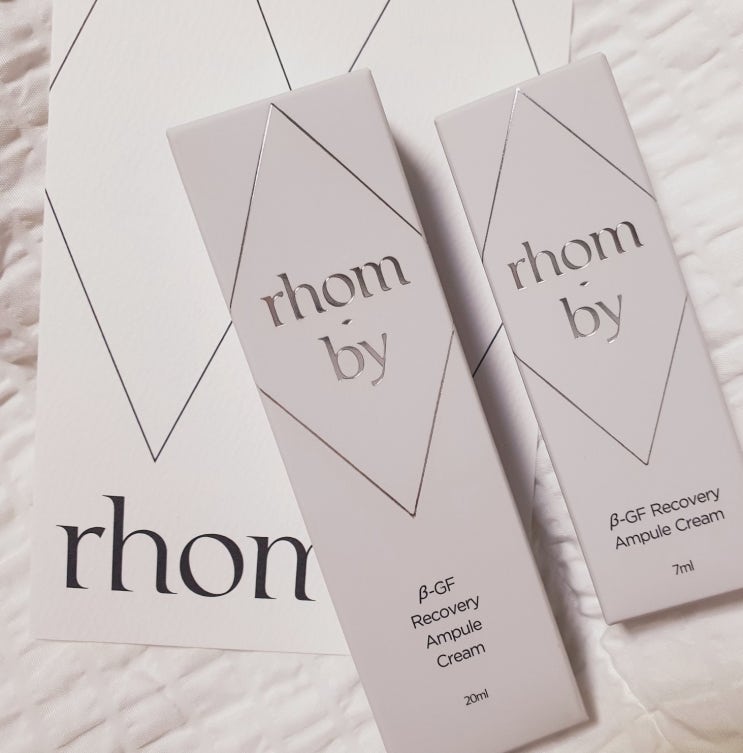 rhom
by
β-GF
Recovery
Ampule
Cream
20ml
rhom
by
β-GF Recovery
Ampule Cream
7ml
rhom